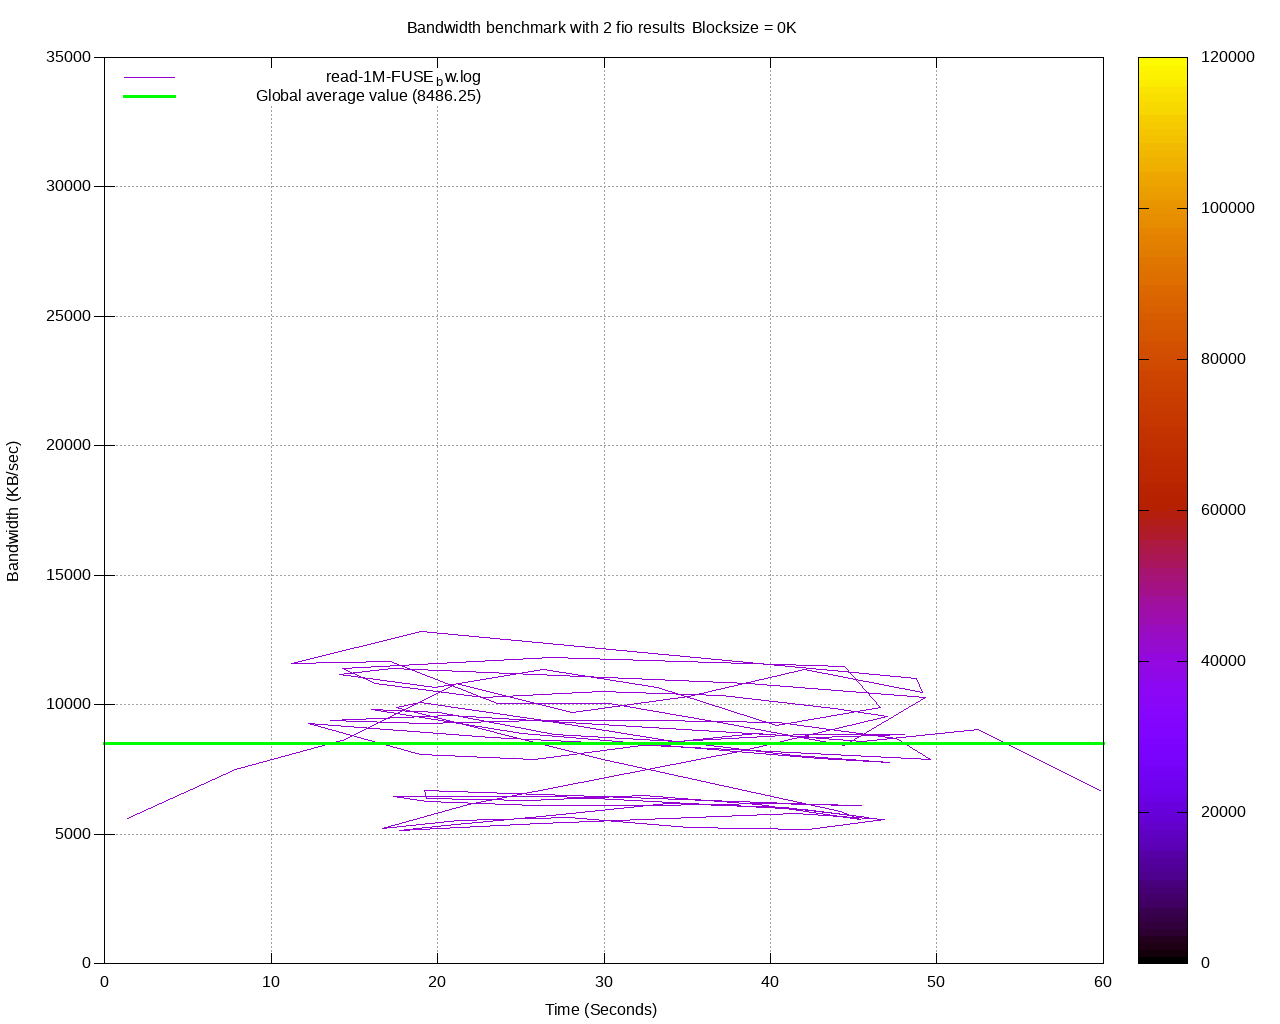 Bandwidth benchmark with 2 fio results Blocksize = 0K
read-1M-FUSE_bw.log
Global average value (8486.25)
35000
30000
25000
20000
15000
10000
5000
0
Bandwidth (KB/sec)
0 10 20 30 40 50 60
Time (Seconds)
120000
100000
80000
60000
40000
20000
0